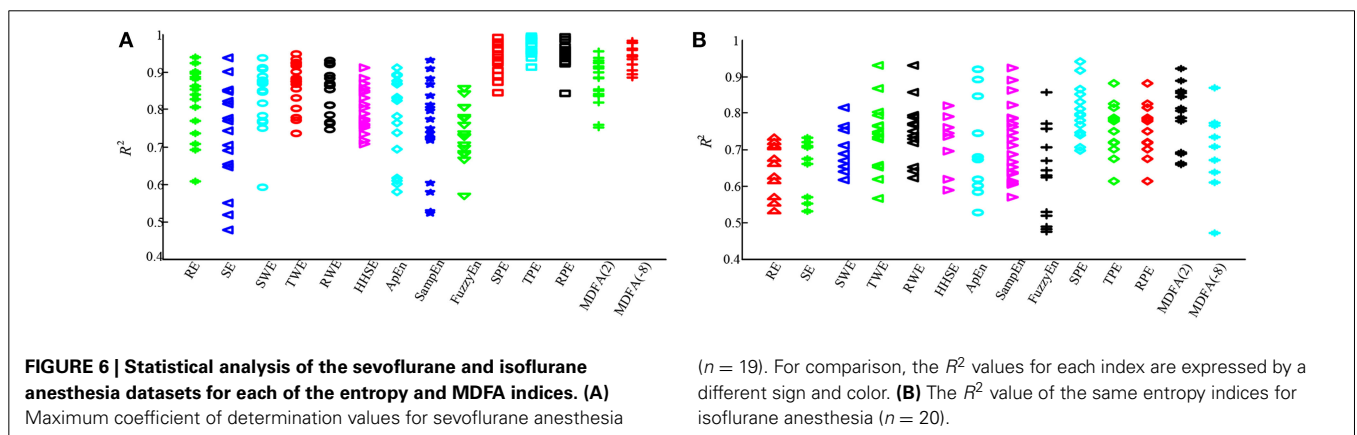 A
R²
1
0.9
0.8
0.7
0.6
0.5
0.4
RE
SE
SWE
TWE
RWE
HHSE
ApEn
SampEn
FuzzyEn
SPE
TPE
RPE
MDFA(2)
MDFA(-8)
B
R²
1
0.9
0.8
0.7
0.6
0.5
0.4
RE
SE
SWE
TWE
RWE
HHSE
ApEn
SampEn
FuzzyEn
SPE
TPE
RPE
MDFA(2)
MDFA(-8)
FIGURE 6 | Statistical analysis of the sevoflurane and isoflurane
anesthesia datasets for each of the entropy and MDFA indices. (A)
Maximum coefficient of determination values for sevoflurane anesthesia
(n = 19). For comparison, the R² values for each index are expressed by a
different sign and color. (B) The R² value of the same entropy indices for
isoflurane anesthesia (n = 20).